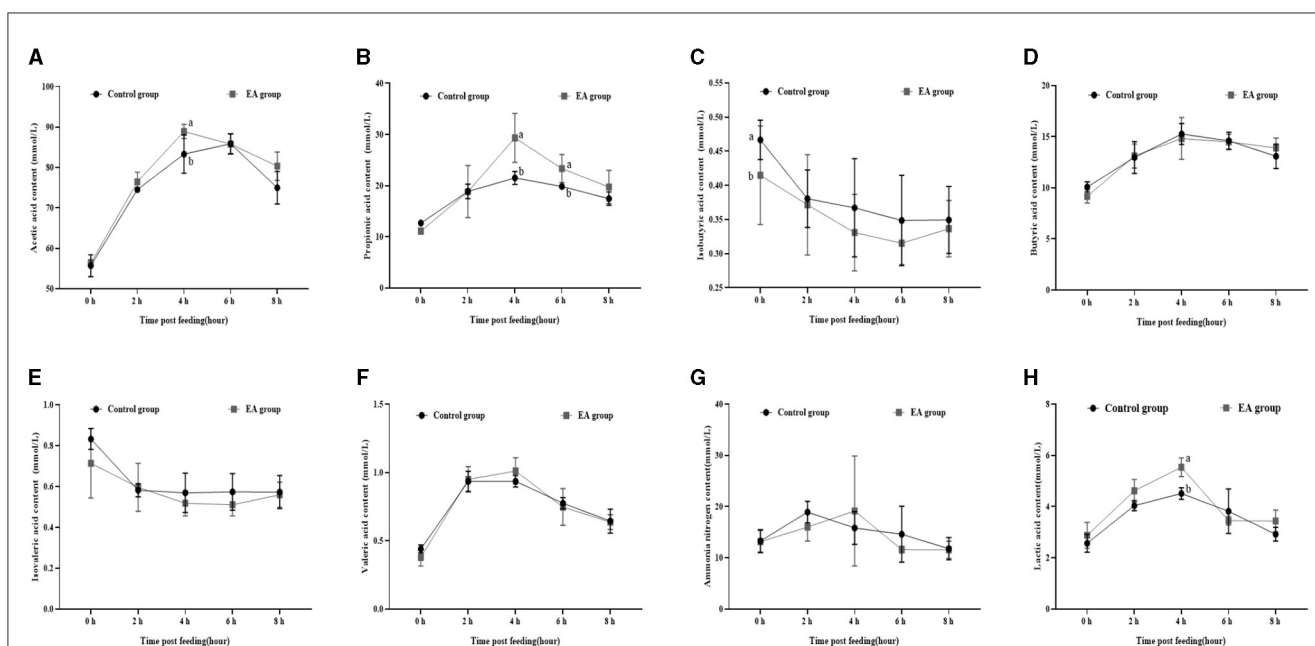 A
Control group EA group
Acetic acid content (mmol/L)
100
90
80
70
60
50
a
b
0 h 2 h 4 h 6 h 8 h
Time post feeding(hour)
B
Control group EA group
Propionic acid content (mmol/L)
40
30
20
10
0
a
b
a
b
0 h 2 h 4 h 6 h 8 h
Time post feeding(hour)
C
Control group EA group
Isobutyric acid content (mmol/L)
0.55
0.50
0.45
0.40
0.35
0.30
0.25
a
b
0 h 2 h 4 h 6 h 8 h
Time post feeding(hour)
D
Control group EA group
Butyric acid content (mmol/L)
20
15
10
5
0
0 h 2 h 4 h 6 h 8 h
Time post feeding(hour)
E
Control group EA group
Isovaleric acid content (mmol/L)
1.0
0.8
0.6
0.4
0.2
0.0
0 h 2 h 4 h 6 h 8 h
Time post feeding(hour)
F
Control group EA group
Valeric acid content (mmol/L)
1.5
1.0
0.5
0.0
0 h 2 h 4 h 6 h 8 h
Time post feeding(hour)
G
Control group EA group
Ammonia nitrogen content(mmol/L)
40
30
20
10
0
0 h 2 h 4 h 6 h 8 h
Time post feeding(hour)
H
Control group EA group
Lactic acid content(mmol/L)
8
6
4
2
0
a
b
0 h 2 h 4 h 6 h 8 h
Time post feeding(hour)